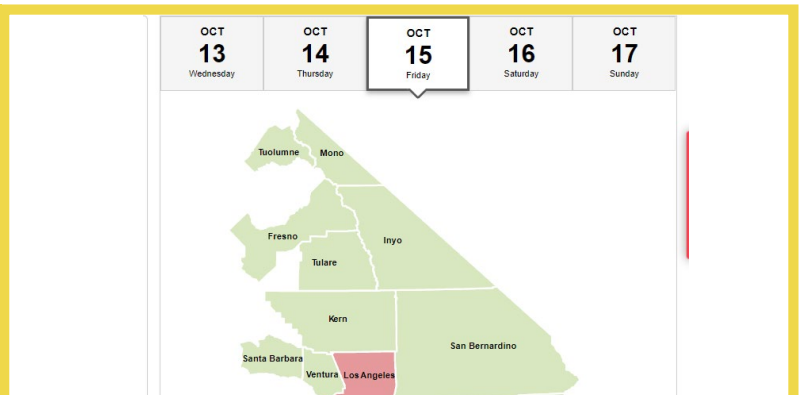 OCT OCT OCT OCT OCT
13 14 15 16 17
Wednesday Thursday Friday Saturday Sunday
Tuolumne Mono
Fresno
Inyo
Tulare
Kern
San Bernardino
Santa Barbara
Ventura Los Angeles